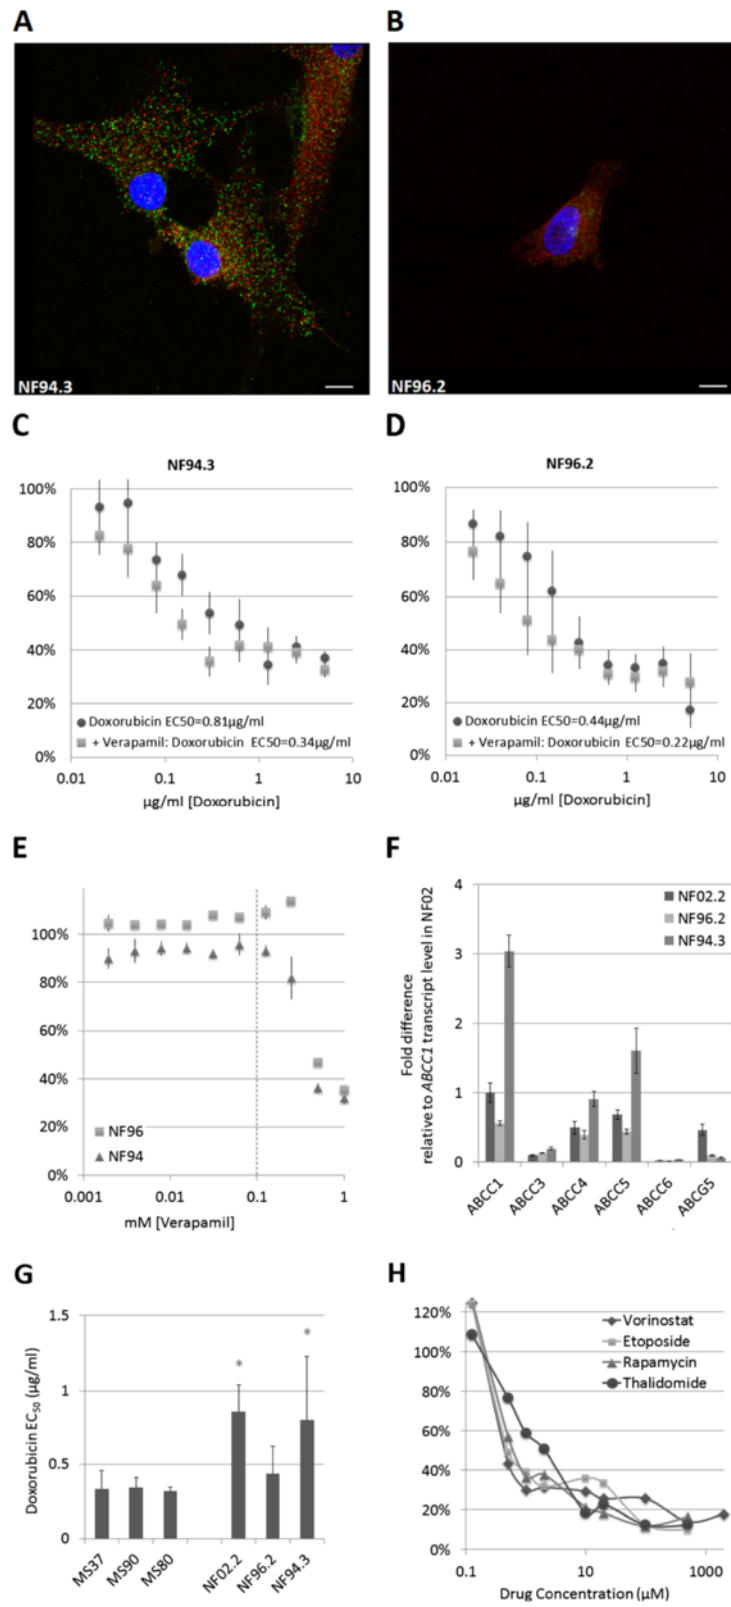 A
B
NF94.3
NF96.2
C
D
NF94.3
NF96.2
100%
80%
60%
40%
20%
0%
Doxorubicin EC50=0.81µg/ml
+ Verapamil: Doxorubicin EC50=0.34µg/ml
0.01
0.1
1
10
µg/ml [Doxorubicin]
100%
80%
60%
40%
20%
0%
Doxorubicin EC50=0.44µg/ml
+ Verapamil: Doxorubicin EC50=0.22µg/ml
0.01
0.1
1
10
µg/ml [Doxorubicin]
E
F
100%
80%
60%
40%
20%
0%
NF96
NF94
0.001
0.01
0.1
1
mM [Verapamil]
Fold difference
relative to ABCC1 transcript level in NF02
4
3
2
1
0
NF02.2
NF96.2
NF94.3
ABCC1
ABCC3
ABCC4
ABCC5
ABCC6
ABCG5
G
H
Doxorubicin EC50 (µg/ml)
1.5
1
0.5
0
*
*
MS37
MS90
MS80
NF02.2
NF96.2
NF94.3
120%
100%
80%
60%
40%
20%
0%
Vorinostat
Etoposide
Rapamycin
Thalidomide
0.1
10
1000
Drug Concentration (µM)